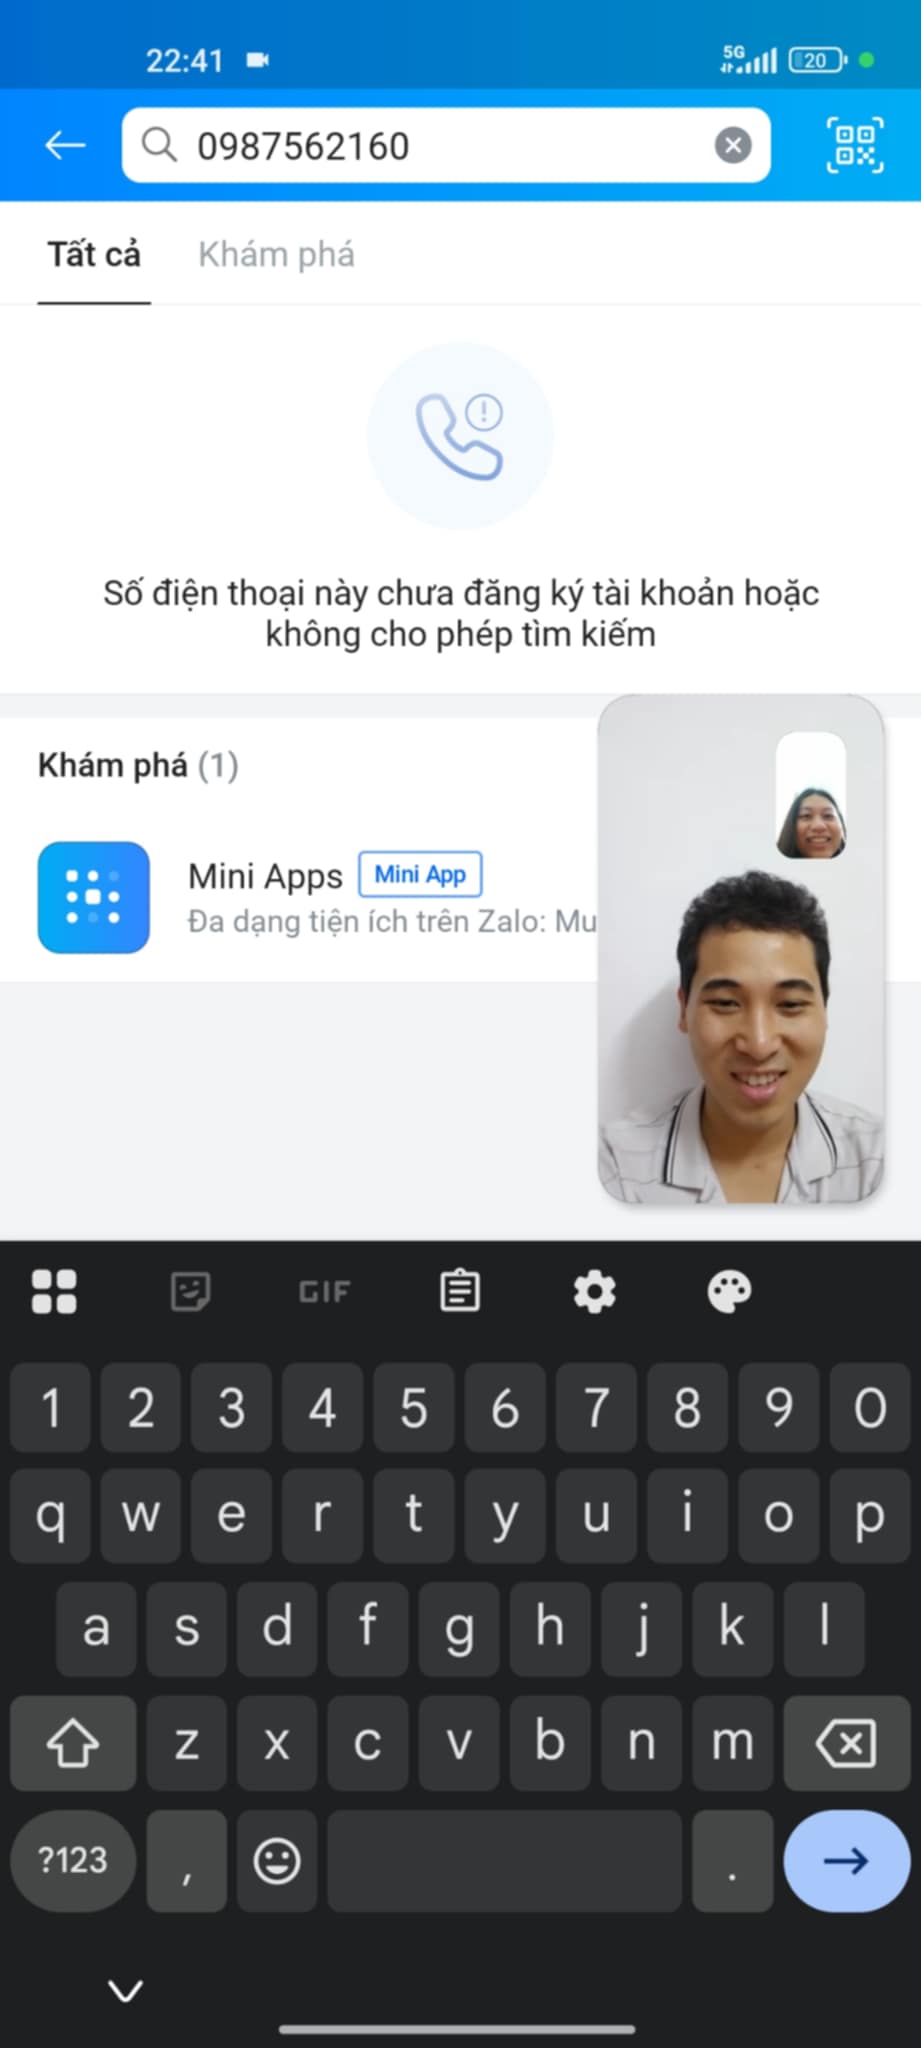 22:41
5G
20
0987562160
Tất cả
Khám phá
Số điện thoại này chưa đăng ký tài khoản hoặc
không cho phép tìm kiếm
Khám phá (1)
Mini Apps Mini App
Đa dạng tiện ích trên Zalo: Mu
GIF
1 2 3 4 5 6 7 8 9 0
q w e r t y u i o p
a s d f g h j k l
z x c v b n m
?123 , .